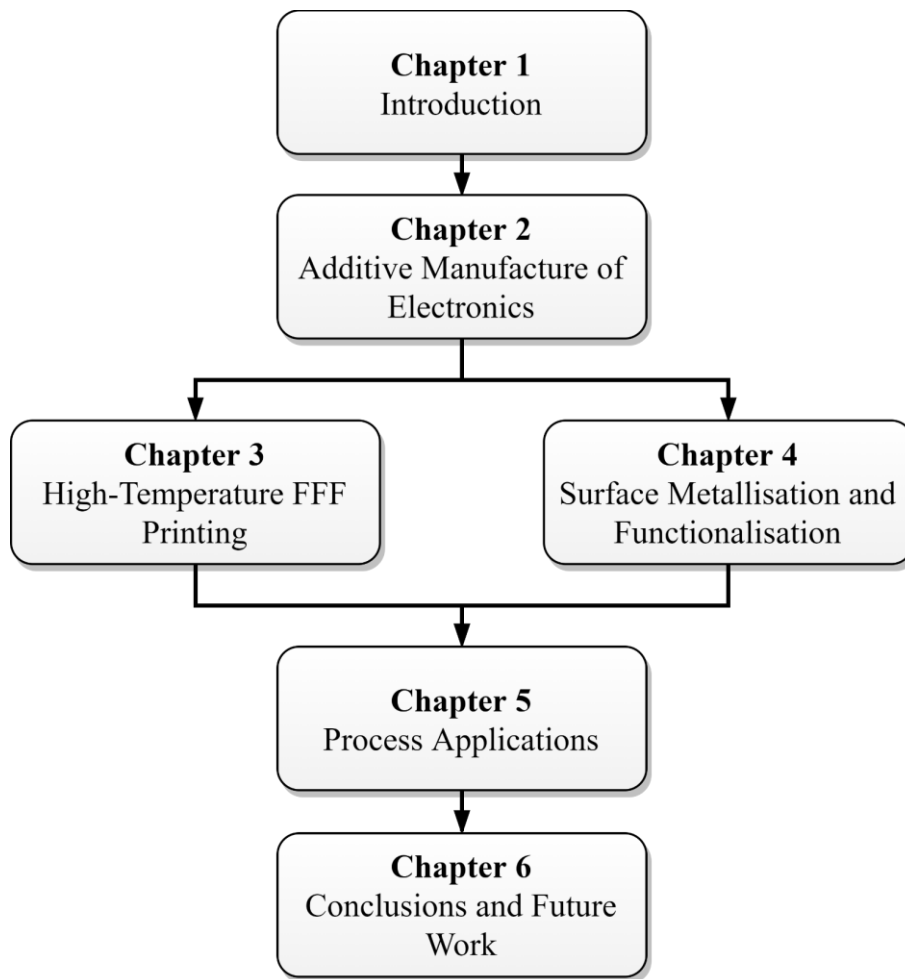 Chapter 1
Introduction
Chapter 2
Additive Manufacture of
Electronics
Chapter 3
High-Temperature FFF
Printing
Chapter 4
Surface Metallisation and
Functionalisation
Chapter 5
Process Applications
Chapter 6
Conclusions and Future
Work